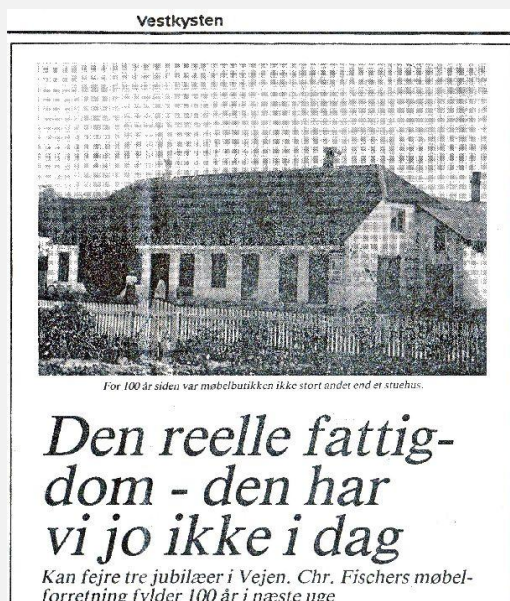 Vestkysten
For 100 år siden var møbelbutikken ikke stort andet end et stuehus.
Den reelle fattig-
dom - den har
vi jo ikke i dag
Kan fejre tre jubilæer i Vejen. Chr. Fischers møbel-
forretning fylder 100 år i næste uge